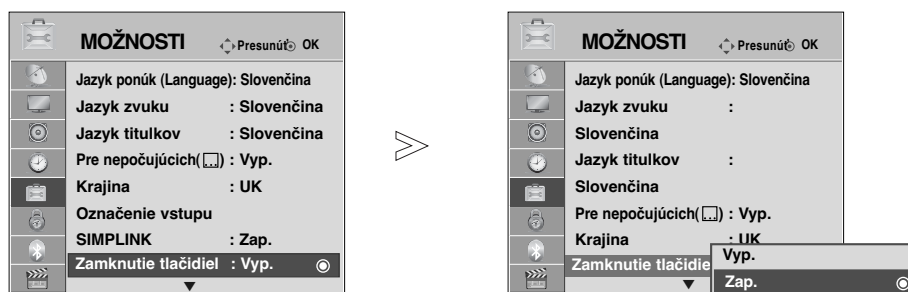 MOŽNOSTI
Presunúť OK
Jazyk ponúk (Language): Slovenčina
Jazyk zvuku : Slovenčina
Jazyk titulkov : Slovenčina
Pre nepočujúcich( ) : Vyp.
Krajina : UK
Označenie vstupu
SIMPLINK : Zap.
Zamknutie tlačidiel : Vyp.
MOŽNOSTI
Presunúť OK
Jazyk ponúk (Language): Slovenčina
Jazyk zvuku :
Slovenčina
Jazyk titulkov :
Slovenčina
Pre nepočujúcich( ) : Vyp.
Krajina : UK
Zamknutie tlačidie
Vyp.
Zap.